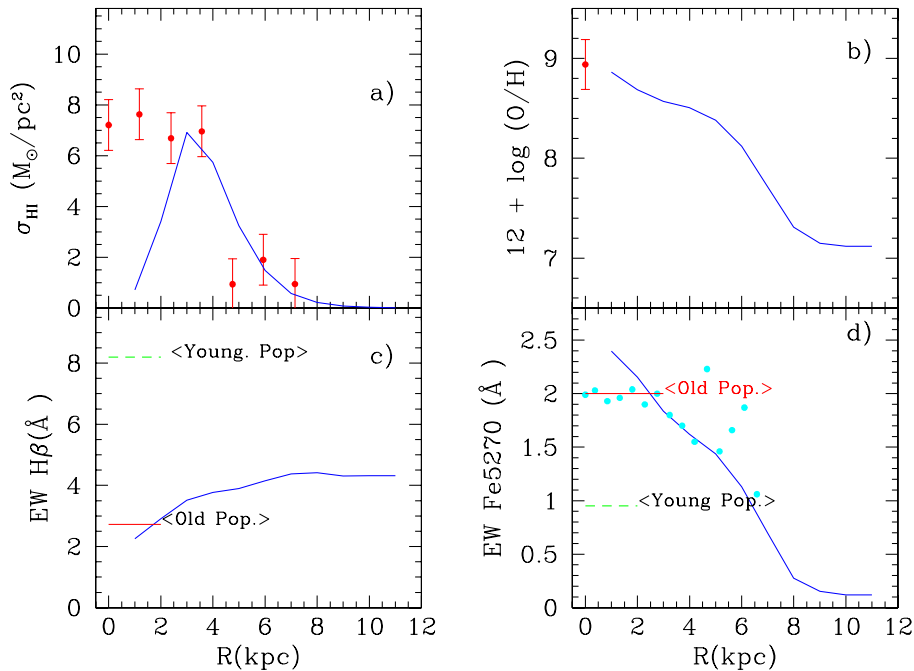 10
8
6
4
2
0
σHI (M⊙/pc²)
a)
9
8
7
12 + log (O/H)
b)
8
6
4
2
0
EW Hβ(Å)
<Young. Pop>
c)
<Old Pop.>
0 2 4 6 8 10 12
R(kpc)
2.5
2
1.5
1
0.5
0
EW Fe5270 (Å )
d)
<Old Pop.>
<Young Pop.>
0 2 4 6 8 10 12
R(kpc)